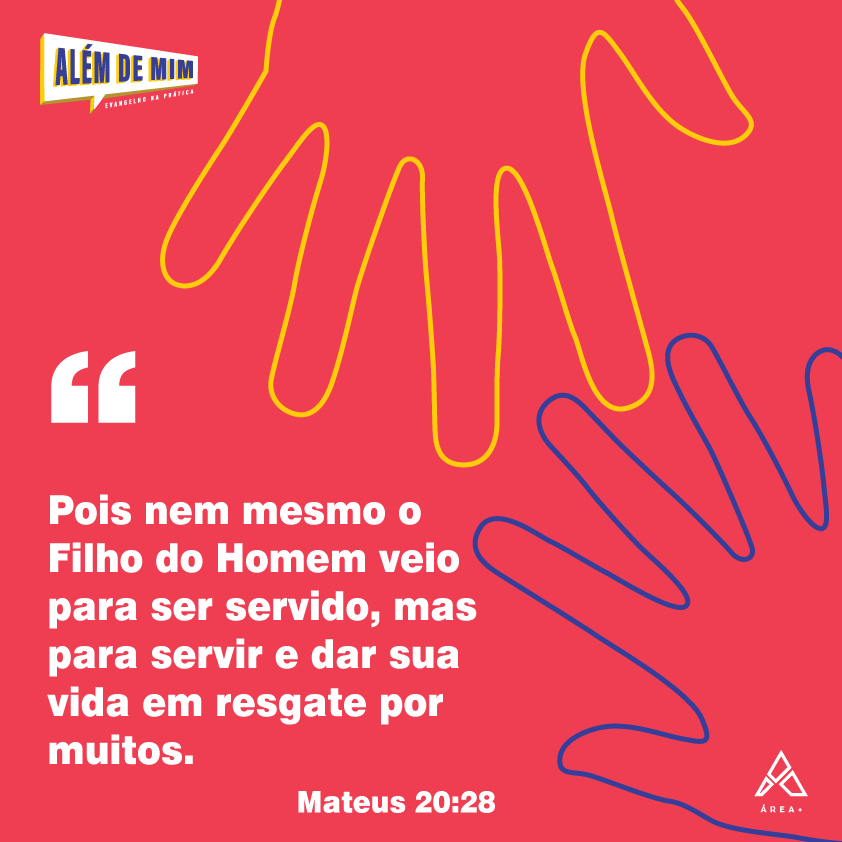 ALÉM DE MIM
EVANGELHO NA PRÁTICA
“
Pois nem mesmo o
Filho do Homem veio
para ser servido, mas
para servir e dar sua
vida em resgate por
muitos.
Mateus 20:28
ÁREA+